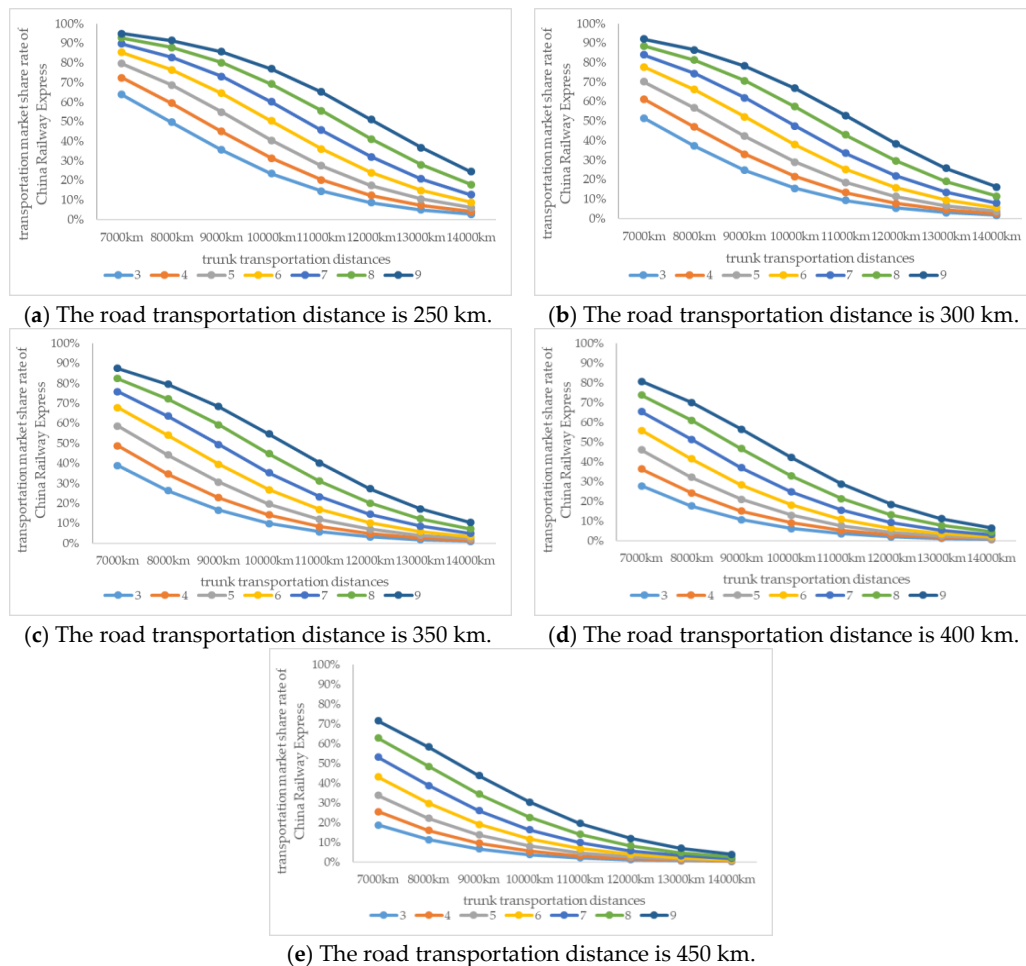 transportation market share rate of
China Railway Express
100%
90%
80%
70%
60%
50%
40%
30%
20%
10%
0%
7000km 8000km 9000km 10000km 11000km 12000km 13000km 14000km
trunk transportation distances
3 4 5 6 7 8 9
(a) The road transportation distance is 250 km.
transportation market share rate of
China Railway Express
100%
90%
80%
70%
60%
50%
40%
30%
20%
10%
0%
7000km 8000km 9000km 10000km 11000km 12000km 13000km 14000km
trunk transportation distances
3 4 5 6 7 8 9
(b) The road transportation distance is 300 km.
transportation market share rate of
China Railway Express
100%
90%
80%
70%
60%
50%
40%
30%
20%
10%
0%
7000km 8000km 9000km 10000km 11000km 12000km 13000km 14000km
trunk transportation distances
3 4 5 6 7 8 9
(c) The road transportation distance is 350 km.
transportation market share rate of
China Railway Express
100%
90%
80%
70%
60%
50%
40%
30%
20%
10%
0%
7000km 8000km 9000km 10000km 11000km 12000km 13000km 14000km
trunk transportation distances
3 4 5 6 7 8 9
(d) The road transportation distance is 400 km.
transportation market share rate of
China Railway Express
100%
90%
80%
70%
60%
50%
40%
30%
20%
10%
0%
7000km 8000km 9000km 10000km 11000km 12000km 13000km 14000km
trunk transportation distances
3 4 5 6 7 8 9
(e) The road transportation distance is 450 km.